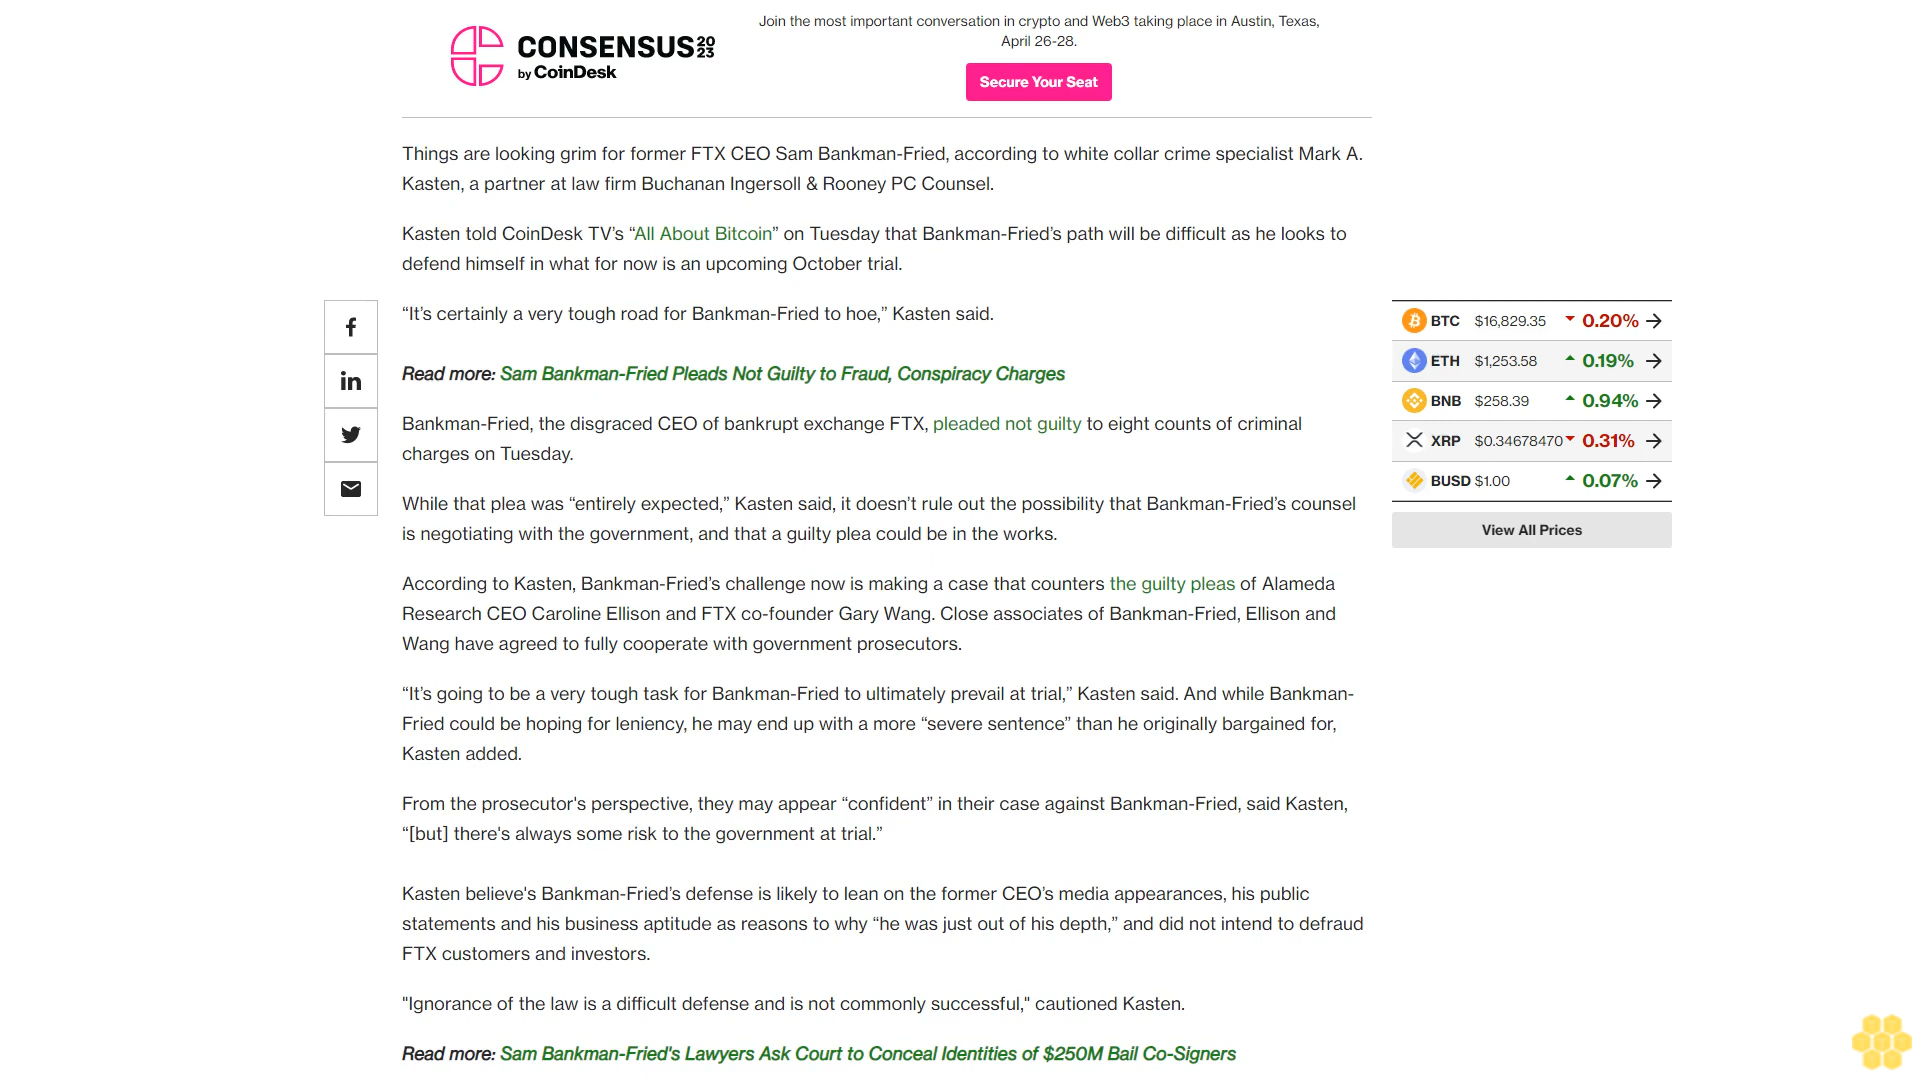 CONSENSUS 2023
by CoinDesk
Join the most important conversation in crypto and Web3 taking place in Austin, Texas,
April 26-28.
Secure Your Seat
Things are looking grim for former FTX CEO Sam Bankman-Fried, according to white collar crime specialist Mark A.
Kasten, a partner at law firm Buchanan Ingersoll & Rooney PC Counsel.
Kasten told CoinDesk TV’s “All About Bitcoin” on Tuesday that Bankman-Fried’s path will be difficult as he looks to
defend himself in what for now is an upcoming October trial.
“It’s certainly a very tough road for Bankman-Fried to hoe,” Kasten said.
Read more: Sam Bankman-Fried Pleads Not Guilty to Fraud, Conspiracy Charges
Bankman-Fried, the disgraced CEO of bankrupt exchange FTX, pleaded not guilty to eight counts of criminal
charges on Tuesday.
While that plea was “entirely expected,” Kasten said, it doesn’t rule out the possibility that Bankman-Fried’s counsel
is negotiating with the government, and that a guilty plea could be in the works.
According to Kasten, Bankman-Fried’s challenge now is making a case that counters the guilty pleas of Alameda
Research CEO Caroline Ellison and FTX co-founder Gary Wang. Close associates of Bankman-Fried, Ellison and
Wang have agreed to fully cooperate with government prosecutors.
“It’s going to be a very tough task for Bankman-Fried to ultimately prevail at trial,” Kasten said. And while Bankman-
Fried could be hoping for leniency, he may end up with a more “severe sentence” than he originally bargained for,
Kasten added.
From the prosecutor's perspective, they may appear “confident” in their case against Bankman-Fried, said Kasten,
“[but] there's always some risk to the government at trial.”
Kasten believe's Bankman-Fried’s defense is likely to lean on the former CEO’s media appearances, his public
statements and his business aptitude as reasons to why “he was just out of his depth,” and did not intend to defraud
FTX customers and investors.
"Ignorance of the law is a difficult defense and is not commonly successful," cautioned Kasten.
Read more: Sam Bankman-Fried's Lawyers Ask Court to Conceal Identities of $250M Bail Co-Signers
BTC $16,829.35 0.20%
ETH $1,253.58 0.19%
BNB $258.39 0.94%
XRP $0.34678470 0.31%
BUSD $1.00 0.07%
View All Prices